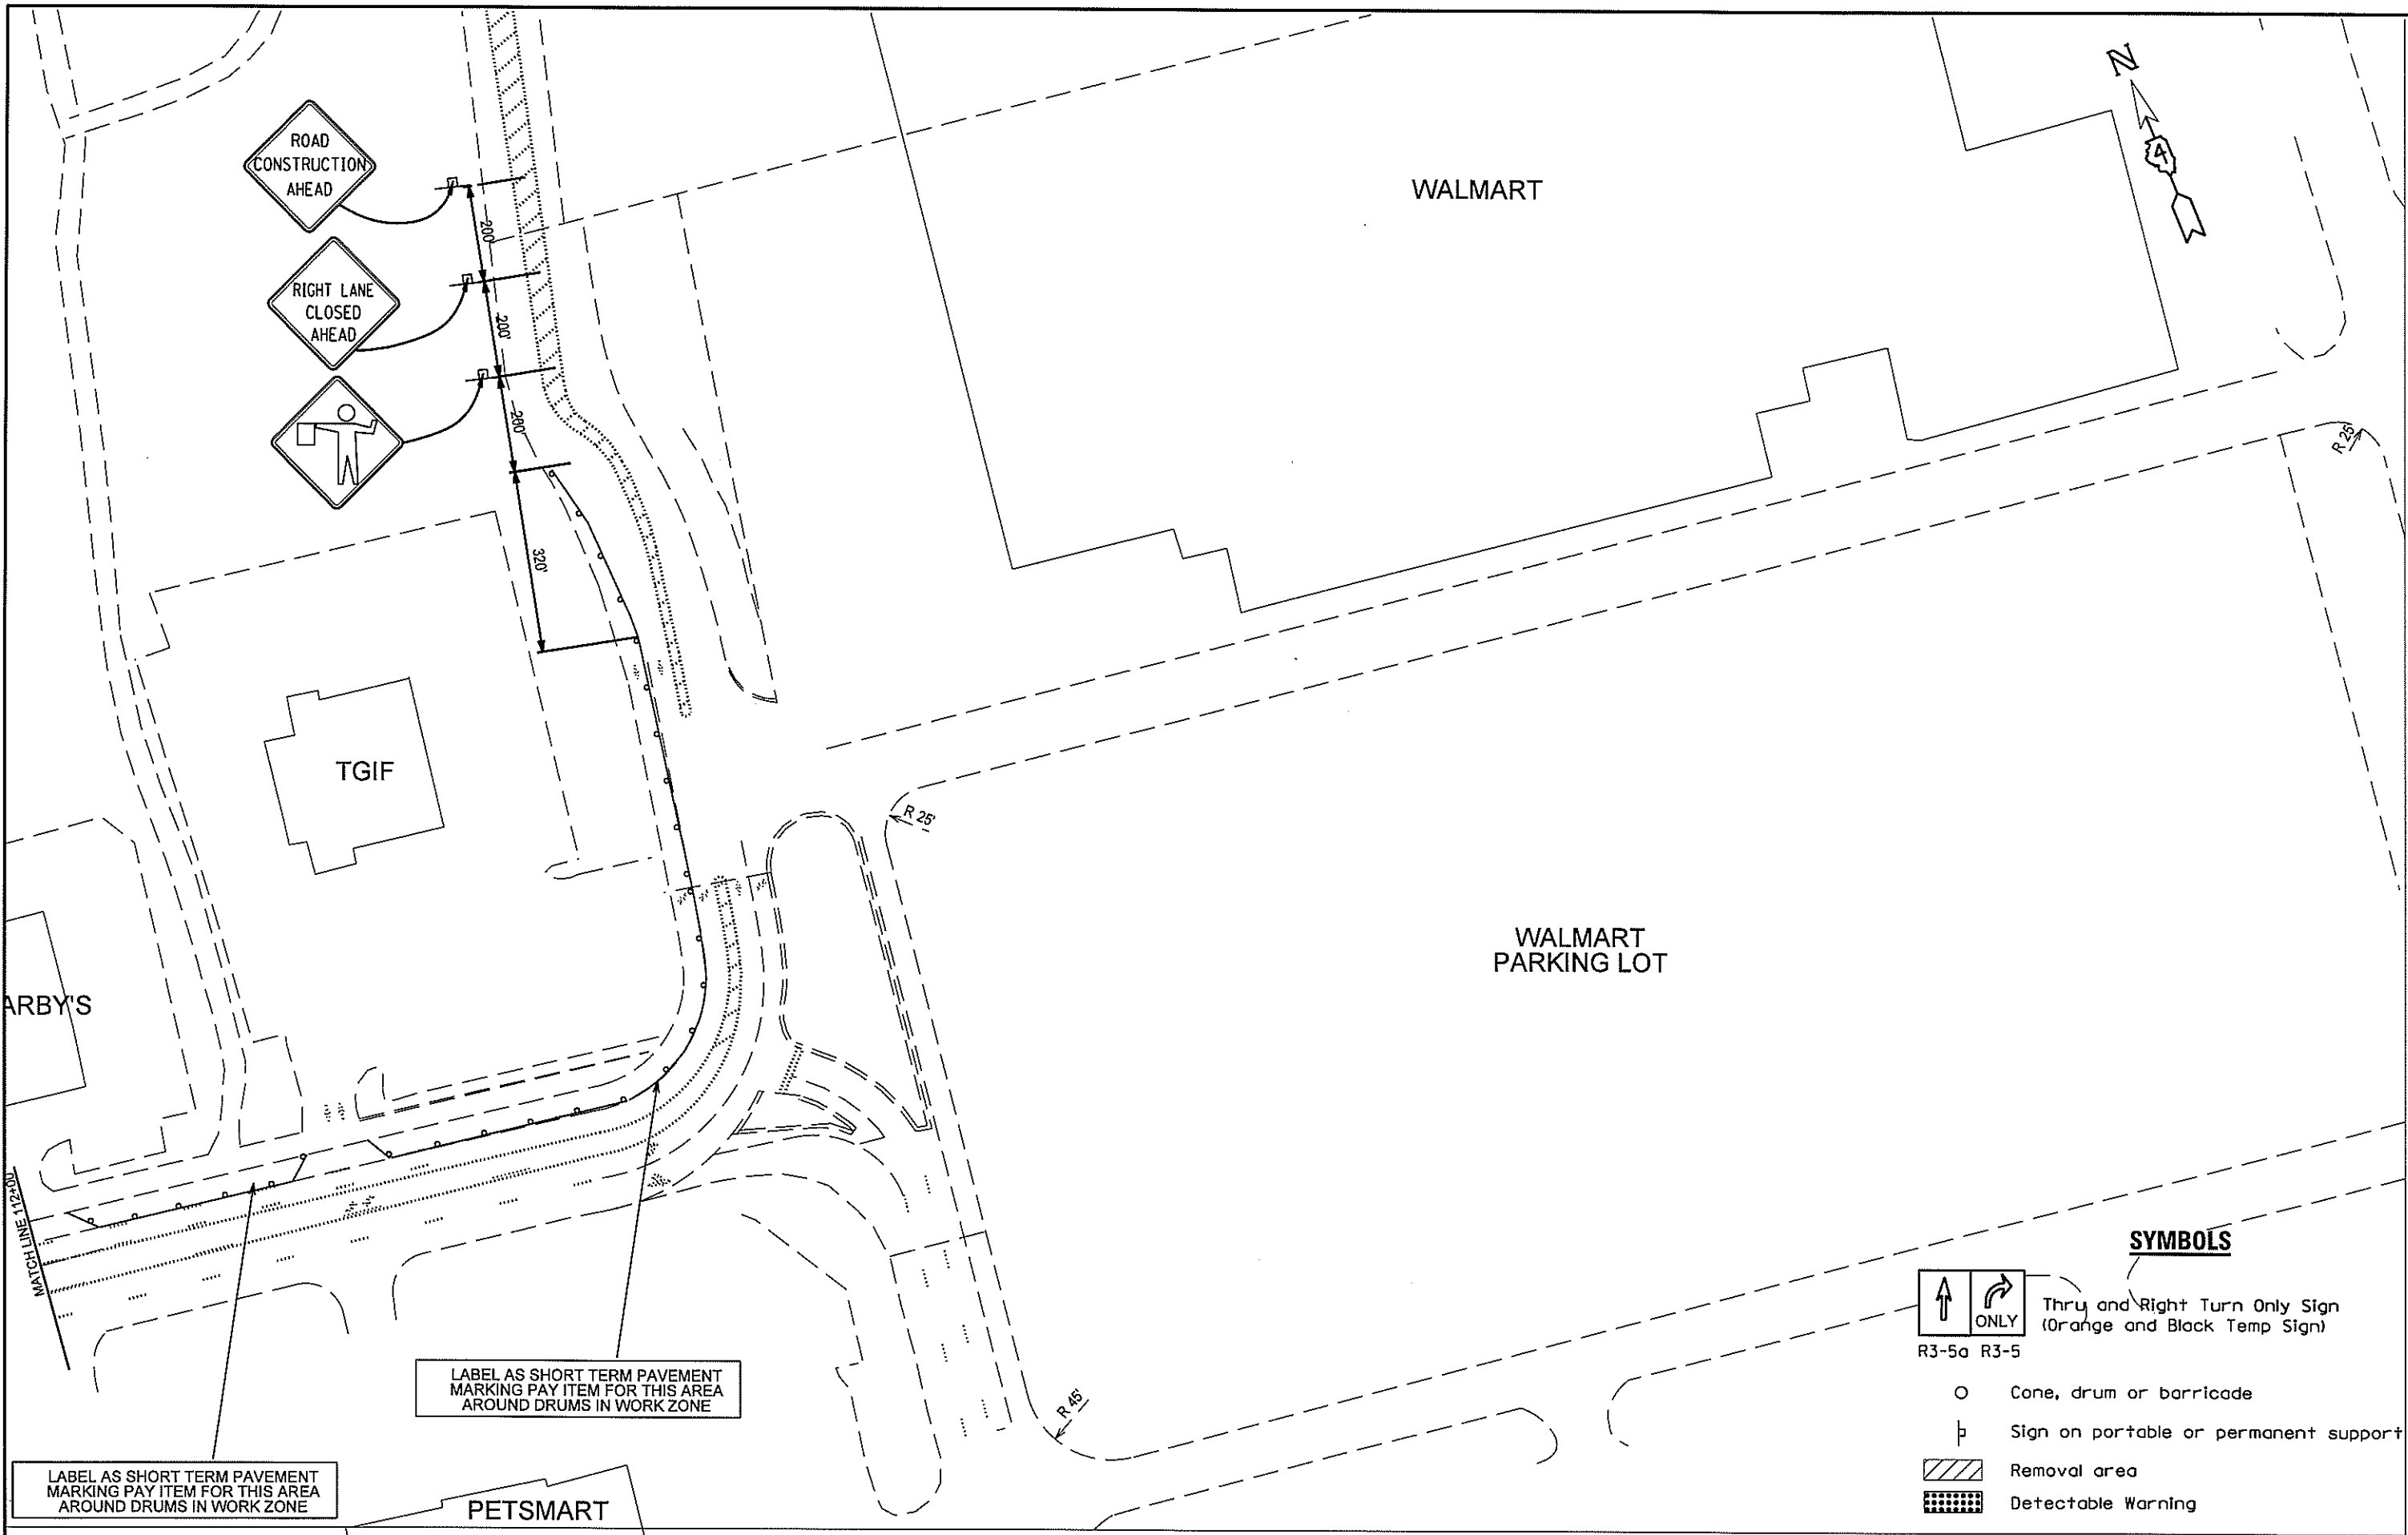 ROAD
CONSTRUCTION
AHEAD
N
4
WALMART
200'
RIGHT LANE
CLOSED
AHEAD
200'
200'
R 25'
320'
TGIF
R 25'
WALMART
PARKING LOT
ARBY'S
MATCH LINE 112+00
SYMBOLS
ONLY
Thru and Right Turn Only Sign
(Orange and Black Temp Sign)
R3-5a R3-5
LABEL AS SHORT TERM PAVEMENT
MARKING PAY ITEM FOR THIS AREA
AROUND DRUMS IN WORK ZONE
R 45'
Cone, drum or barricade
Sign on portable or permanent support
Removal area
Detectable Warning
LABEL AS SHORT TERM PAVEMENT
MARKING PAY ITEM FOR THIS AREA
AROUND DRUMS IN WORK ZONE
PETSMART